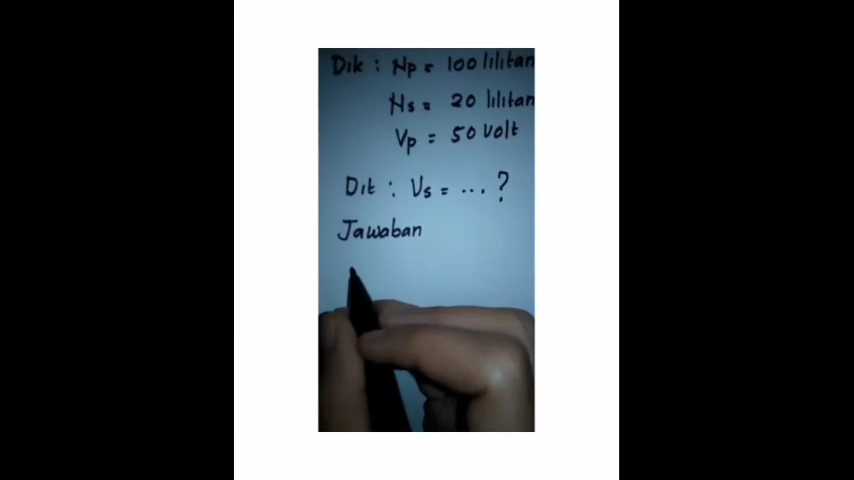 Dik : Np = 100 lilitan
Ns = 20 lilitan
Vp = 50 Volt
Dit : Vs = ... ?
Jawaban